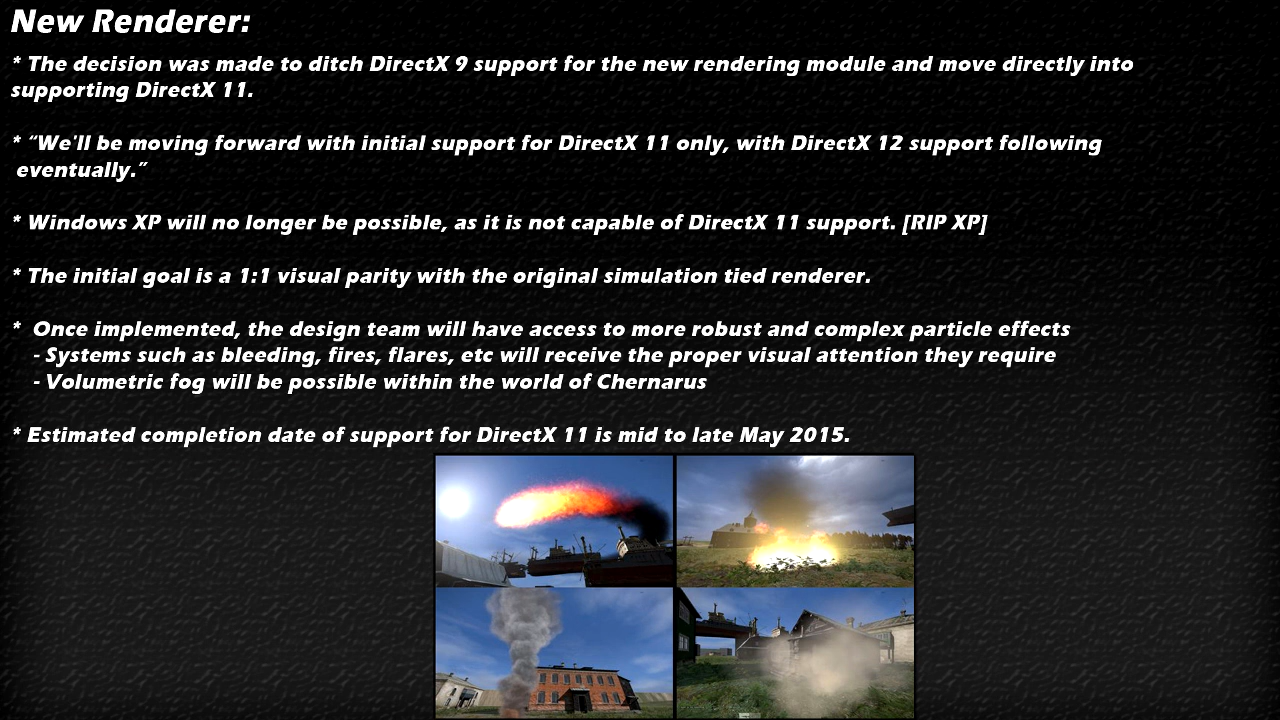 New Renderer:
* The decision was made to ditch DirectX 9 support for the new rendering module and move directly into
supporting DirectX 11.
* “We'll be moving forward with initial support for DirectX 11 only, with DirectX 12 support following
eventually.”
* Windows XP will no longer be possible, as it is not capable of DirectX 11 support. [RIP XP]
* The initial goal is a 1:1 visual parity with the original simulation tied renderer.
* Once implemented, the design team will have access to more robust and complex particle effects
- Systems such as bleeding, fires, flares, etc will receive the proper visual attention they require
- Volumetric fog will be possible within the world of Chernarus
* Estimated completion date of support for DirectX 11 is mid to late May 2015.